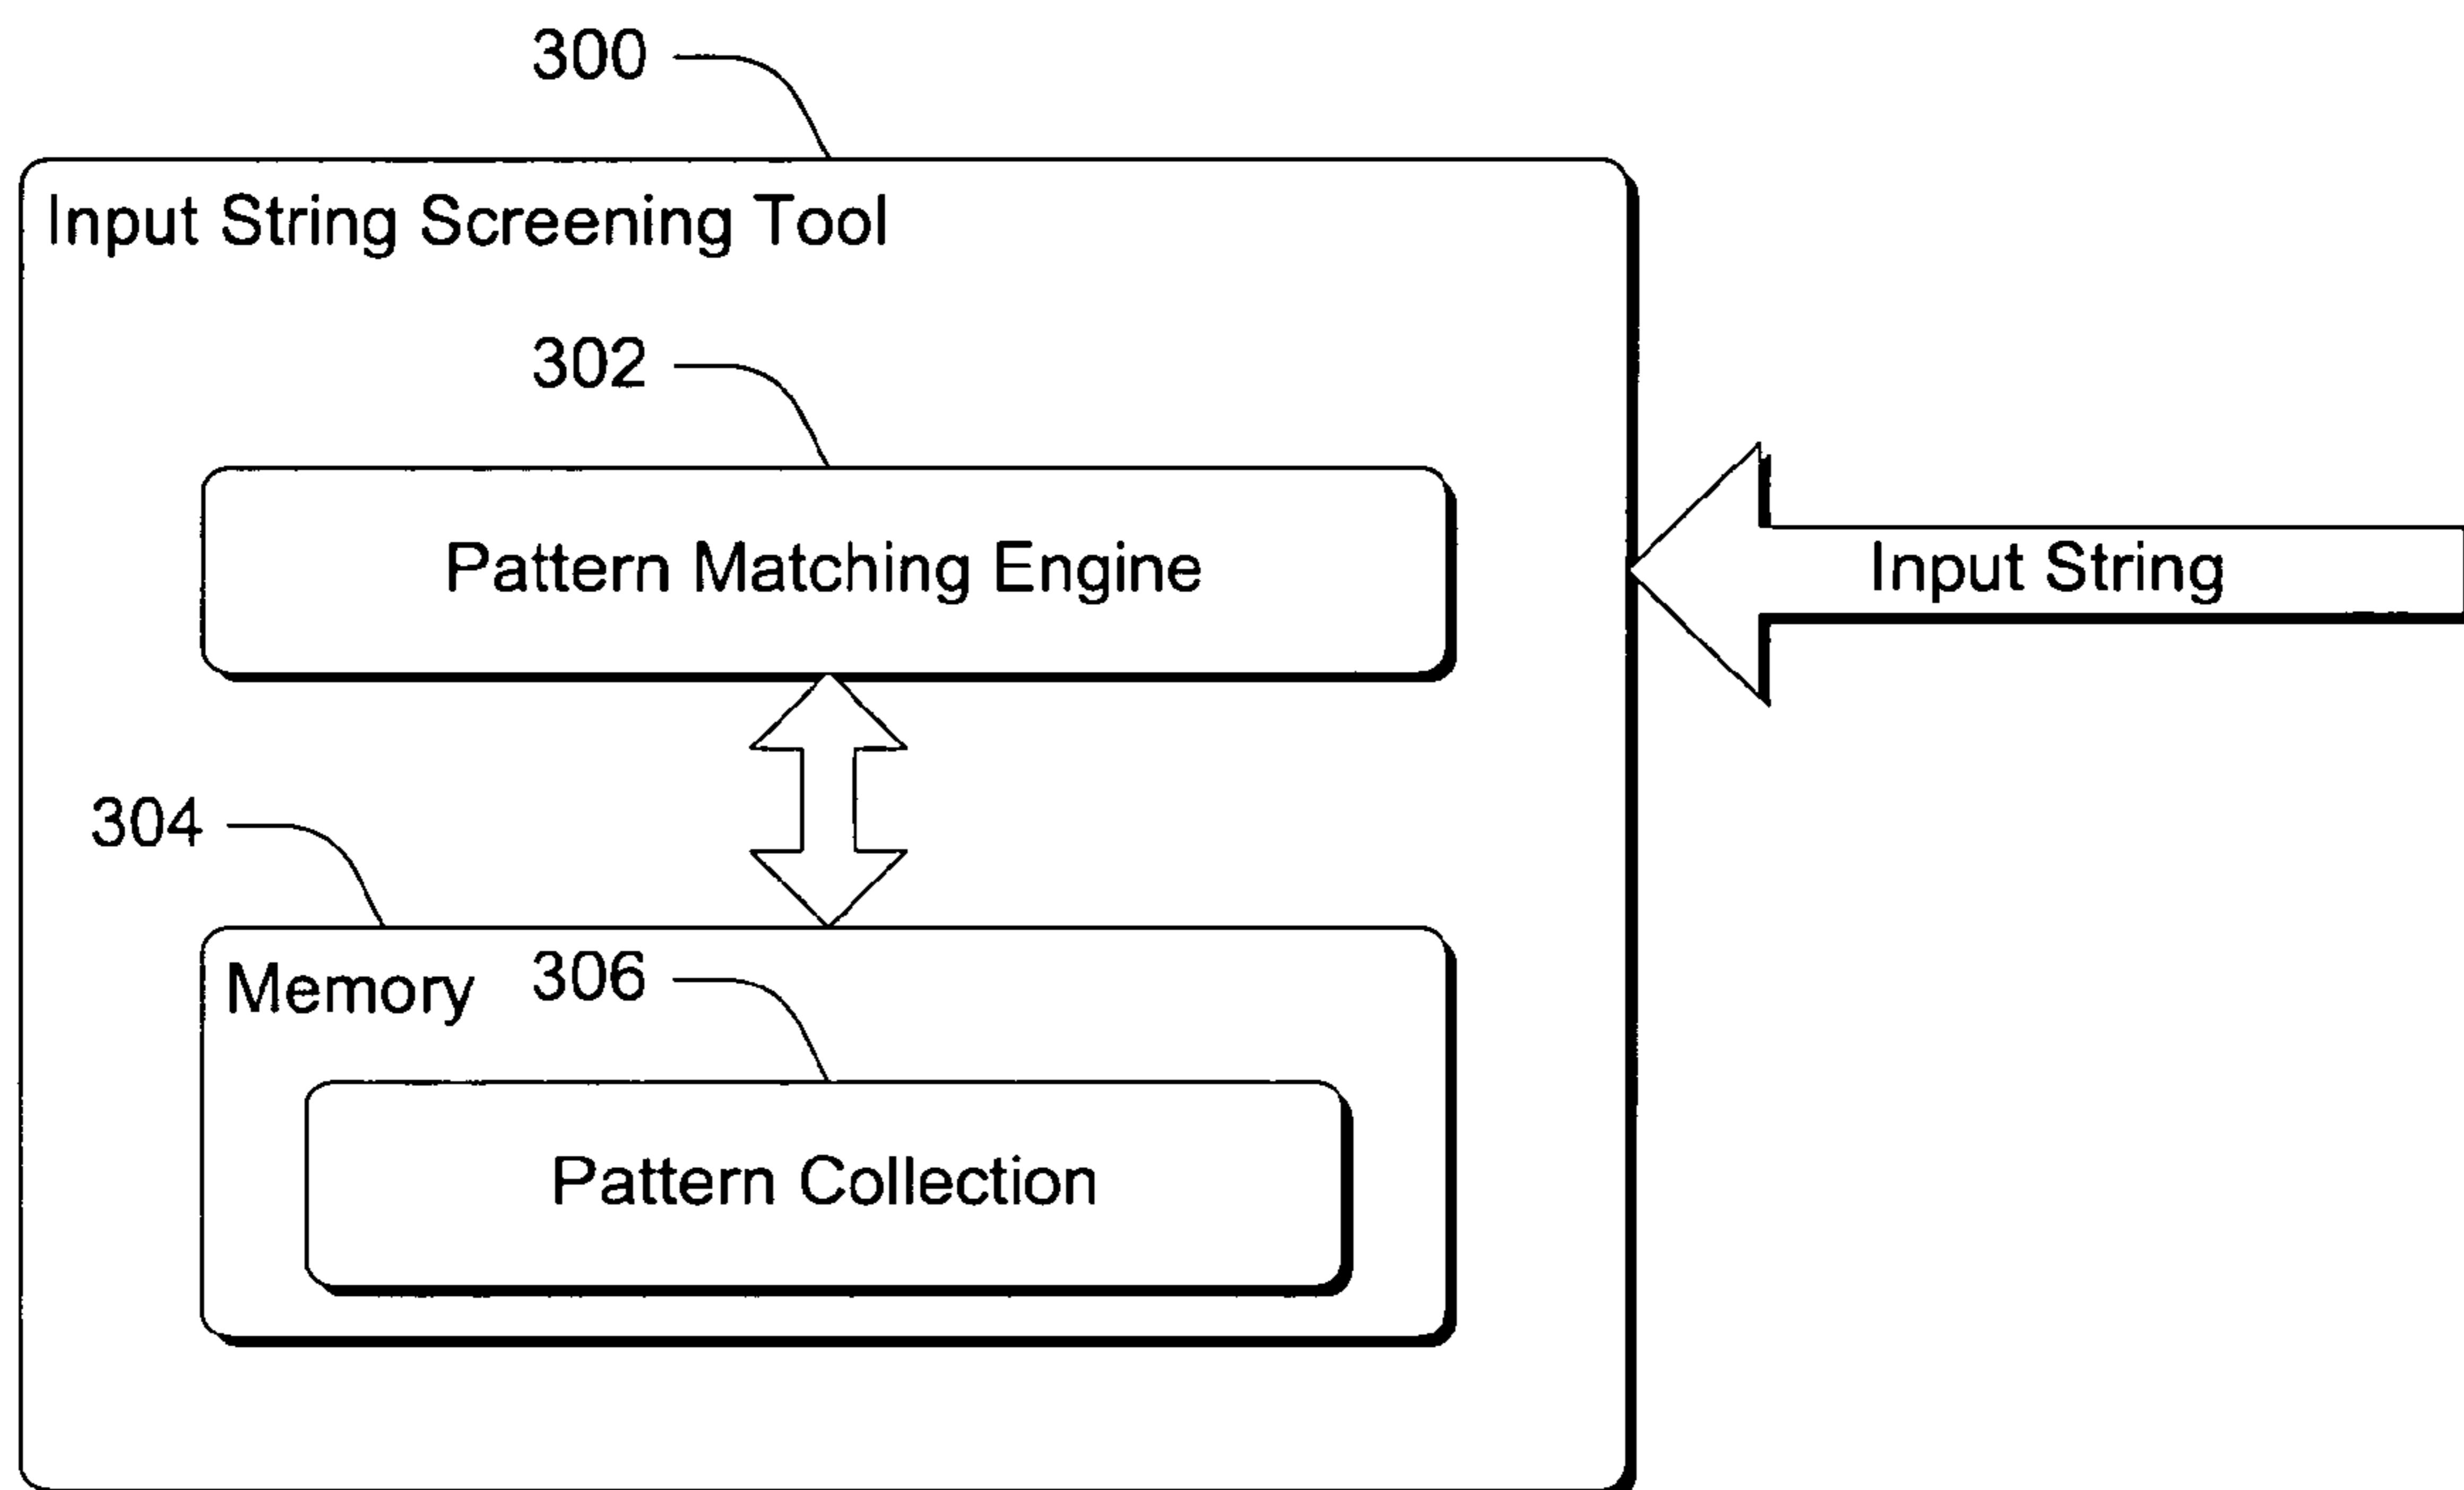 300
Input String Screening Tool
302
Pattern Matching Engine
Input String
304
Memory
306
Pattern Collection